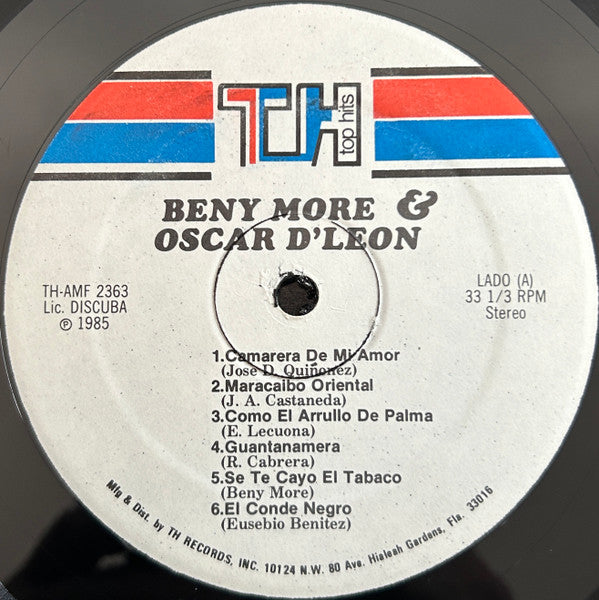 TH top hits
BENY MORE &
OSCAR D'LEON
TH-AMF 2363
Lic. DISCUBA
℗ 1985
LADO (A)
33 1/3 RPM
Stereo
1.Camarera De Mi Amor
(Jose D. Quiñonez)
2.Maracaibo Oriental
(J. A. Castaneda)
3.Como El Arrullo De Palma
(E. Lecuona)
4.Guantanamera
(R. Cabrera)
5.Se Te Cayo El Tabaco
(Beny More)
6.El Conde Negro
(Eusebio Benitez)
Mfg & Dist. by TH RECORDS, INC. 10124 N.W. 80 Ave. Hialeah Gardens, Fla. 33016